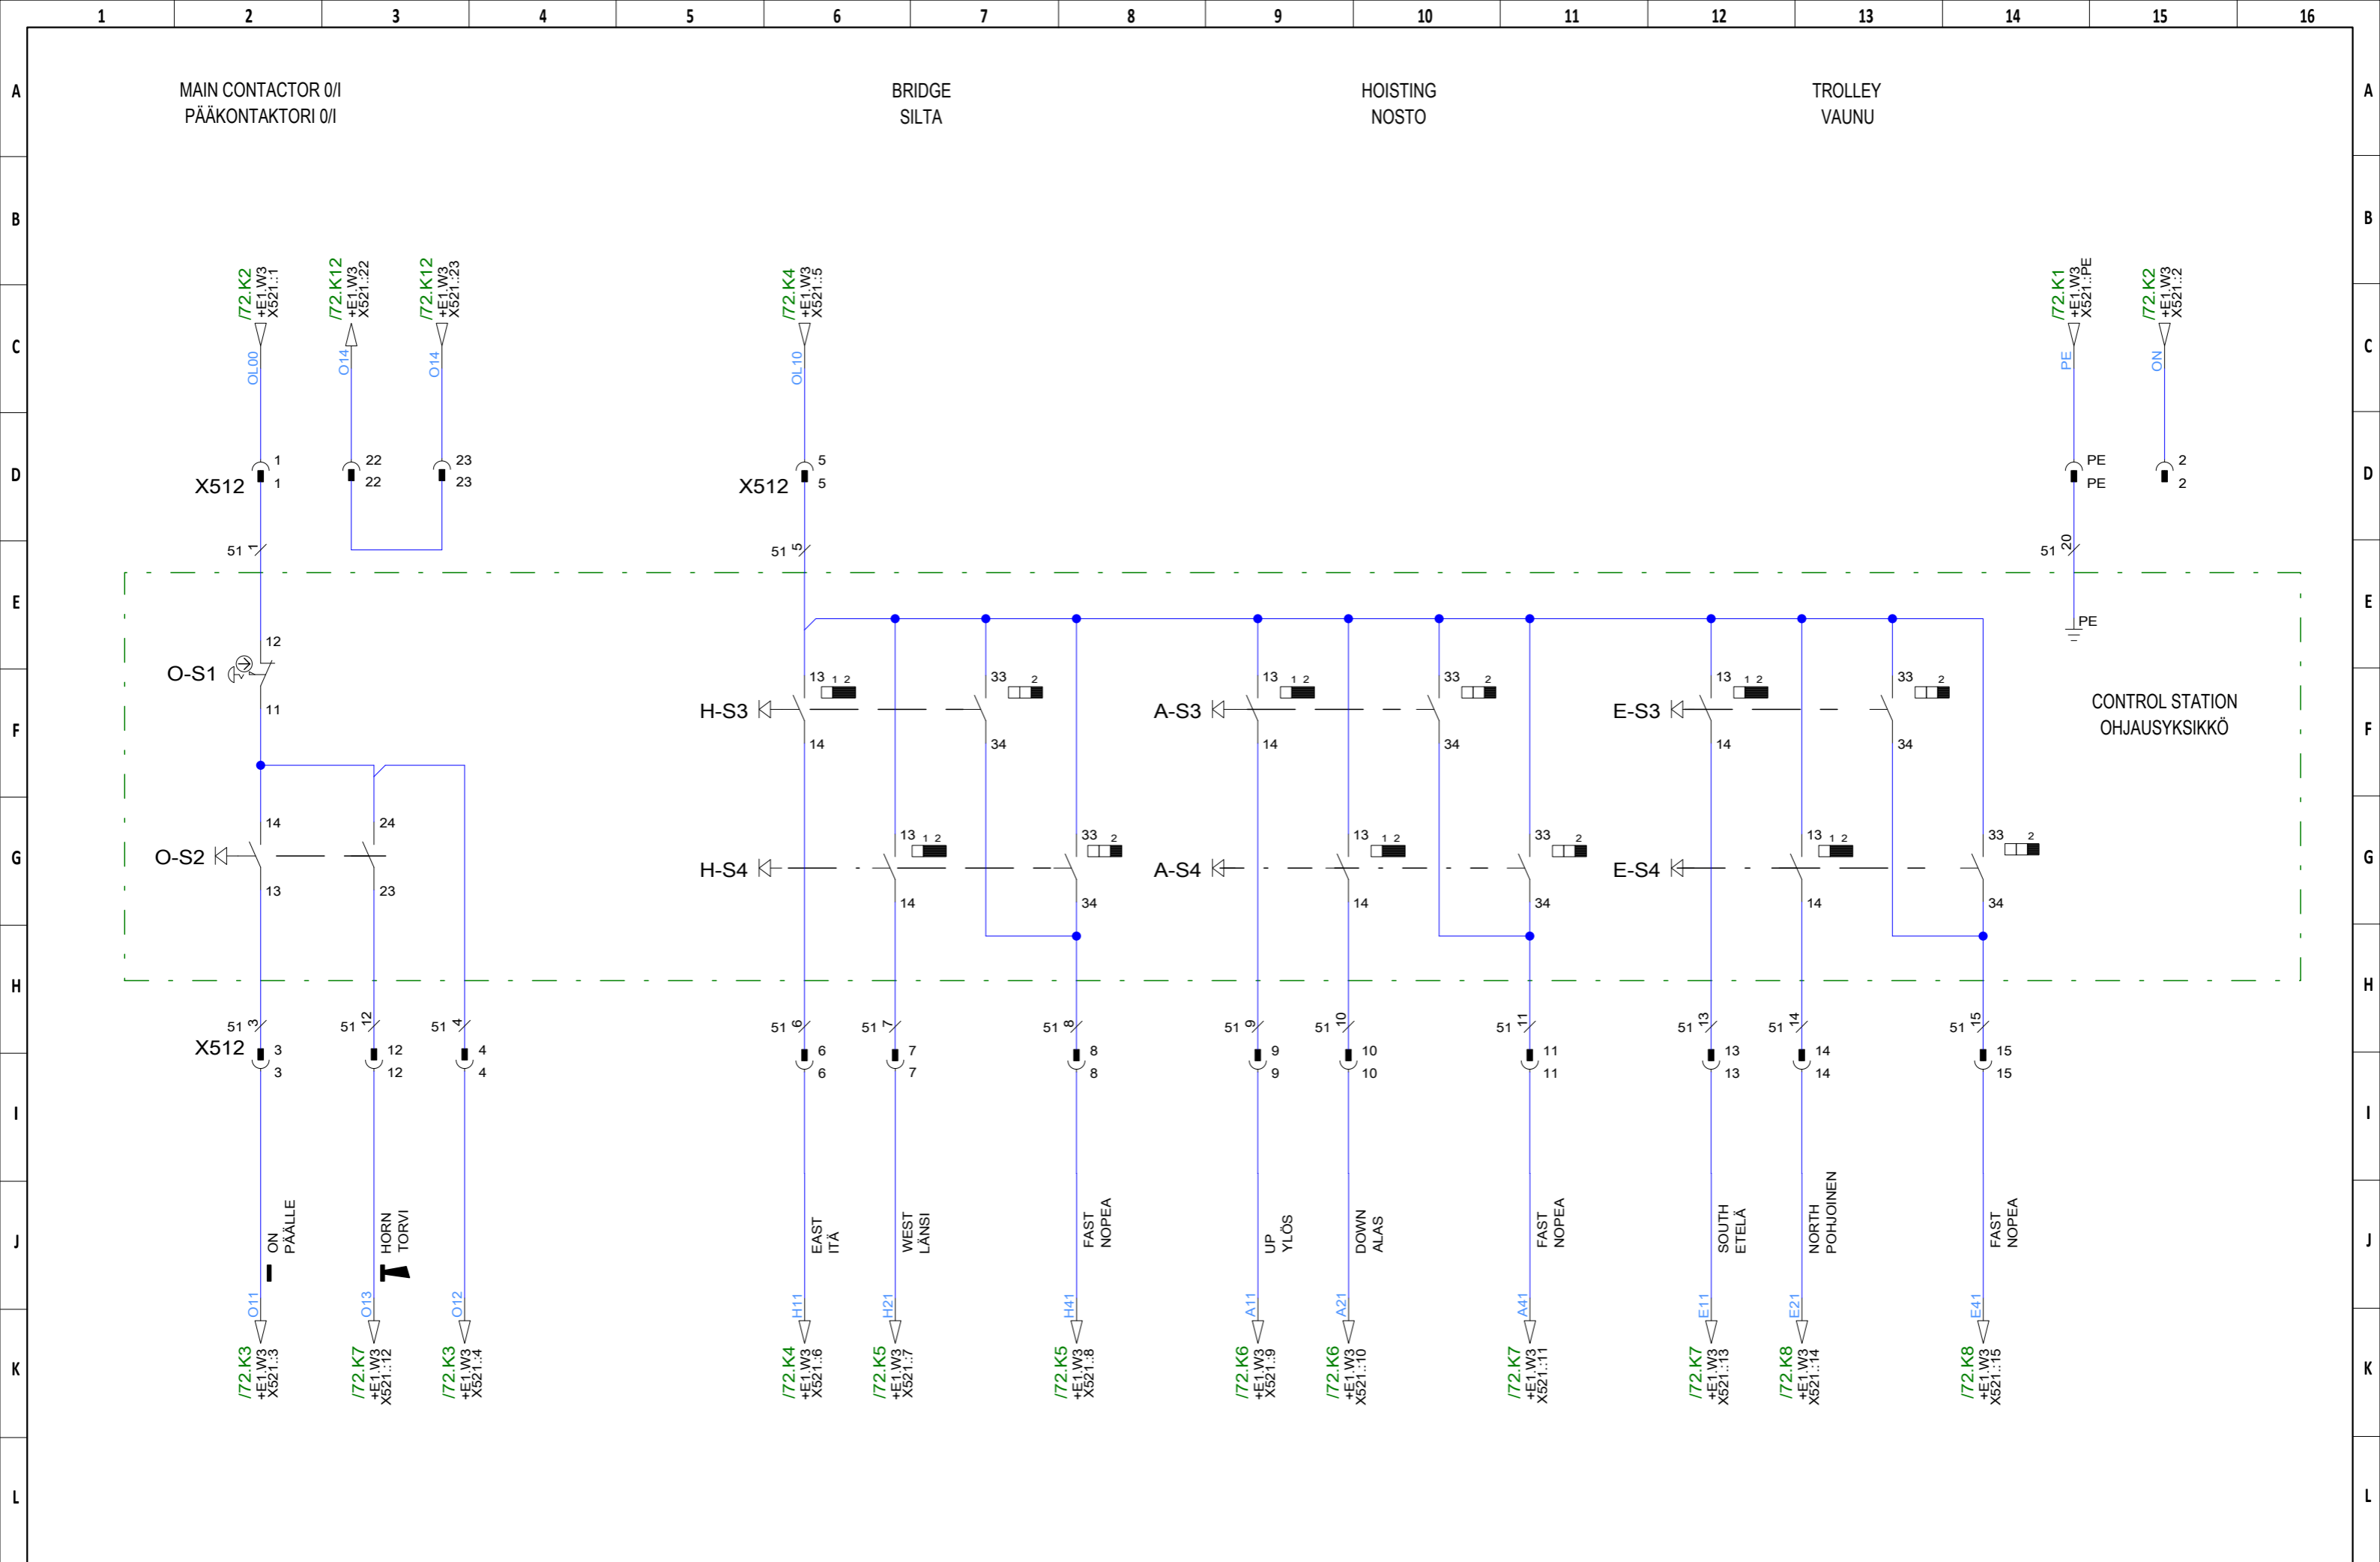 1 2 3 4 5 6 7 8 9 10 11 12 13 14 15 16
A A
MAIN CONTACTOR 0/I
PÄÄKONTAKTORI 0/I
BRIDGE
SILTA
HOISTING
NOSTO
TROLLEY
VAUNU
B B
/72.K2
+E1.W3
X521.:1
/72.K12
+E1.W3
X521.:22
/72.K12
+E1.W3
X521.:23
/72.K4
+E1.W3
X521.:5
/72.K1
+E1.W3
X521.:PE
/72.K2
+E1.W3
X521.:2
C C
OL00
O14
O14
OL10
PE
ON
D D
X512
1
1
22
22
23
23
X512
5
5
PE
PE
2
2
51 1
51 5
51 20
E E
PE
12
O-S1
11
H-S3
13 1 2
14
33 2
34
A-S3
13 1 2
14
33 2
34
E-S3
13 1 2
14
33 2
34
CONTROL STATION
OHJAUSYKSIKKÖ
F F
G G
O-S2
14
13
24
23
H-S4
13 1 2
14
33 2
34
A-S4
13 1 2
14
33 2
34
E-S4
13 1 2
14
33 2
34
H H
51 3
51 12
51 4
51 6
51 7
51 8
51 9
51 10
51 11
51 13
51 14
51 15
X512
3
3
12
12
4
4
6
6
7
7
8
8
9
9
10
10
11
11
13
13
14
14
15
15
I I
J J
ON
PÄÄLLE
HORN
TORVI
EAST
ITÄ
WEST
LÄNSI
FAST
NOPEA
UP
YLÖS
DOWN
ALAS
FAST
NOPEA
SOUTH
ETELÄ
NORTH
POHJOINEN
FAST
NOPEA
O11
O13
O12
H11
H21
H41
A11
A21
A41
E11
E21
E41
K K
/72.K3
+E1.W3
X521.:3
/72.K7
+E1.W3
X521.:12
/72.K3
+E1.W3
X521.:4
/72.K4
+E1.W3
X521.:6
/72.K5
+E1.W3
X521.:7
/72.K5
+E1.W3
X521.:8
/72.K6
+E1.W3
X521.:9
/72.K6
+E1.W3
X521.:10
/72.K7
+E1.W3
X521.:11
/72.K7
+E1.W3
X521.:13
/72.K8
+E1.W3
X521.:14
/72.K8
+E1.W3
X521.:15
L L